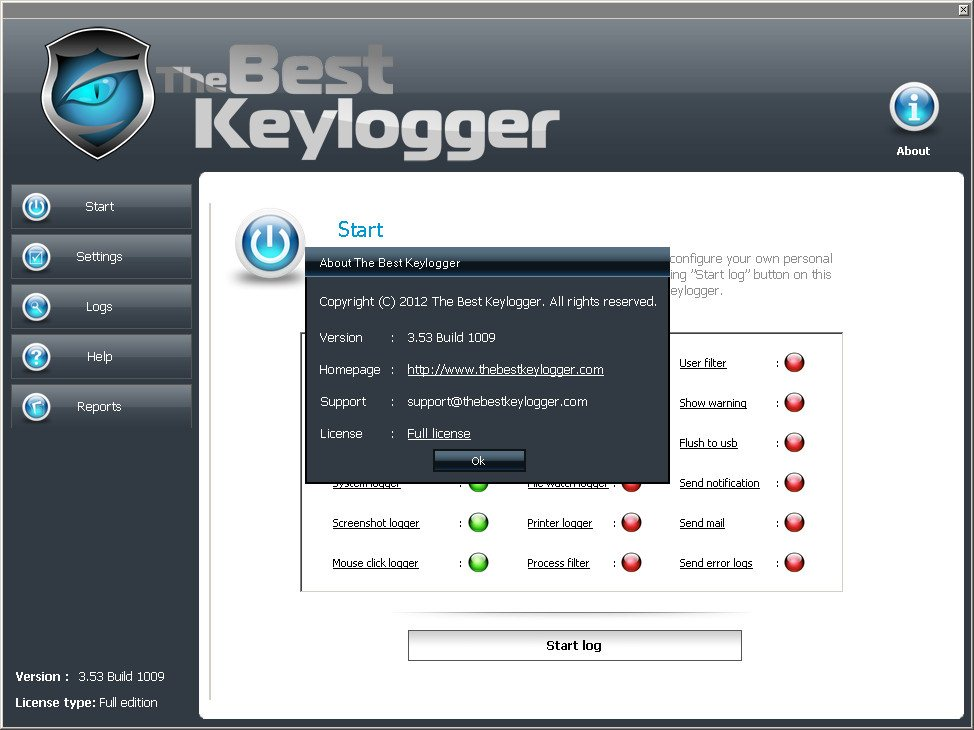 The Best
Keylogger
About
Start
Settings
Logs
Help
Reports
Start
configure your own personal
"Start log" button on this
About The Best Keylogger
Copyright (C) 2012 The Best Keylogger. All rights reserved.
Version : 3.53 Build 1009
Homepage : http://www.thebestkeylogger.com
Support : support@thebestkeylogger.com
License : Full license
Ok
User filter :
Show warning :
Flush to usb :
System logger : File watch logger : Send notification :
Screenshot logger : Printer logger : Send mail :
Mouse click logger : Process filter : Send error logs :
Start log
Version : 3.53 Build 1009
License type: Full edition